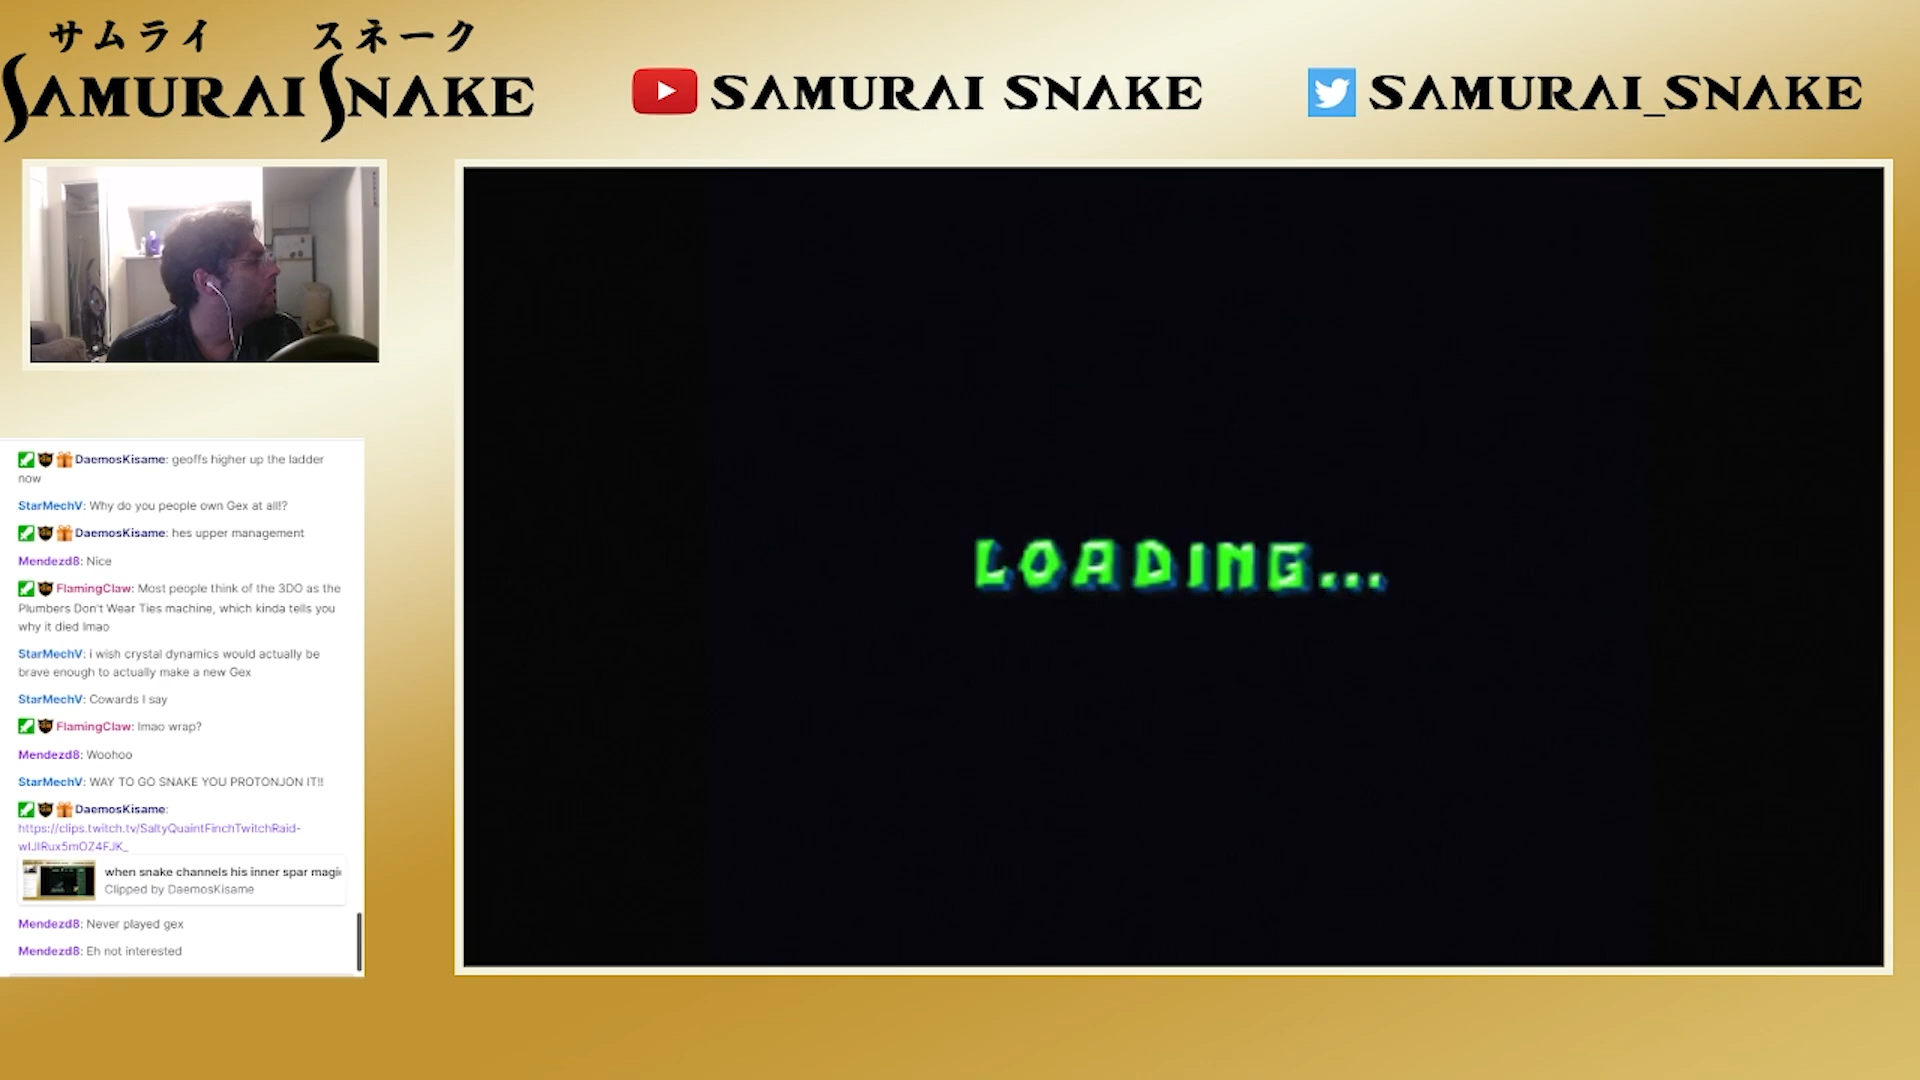 サムライ スネーク
SAMURAI SNAKE
SAMURAI SNAKE
SAMURAI_SNAKE
DaemosKisame: geoffs higher up the ladder
now
StarMechV: Why do you people own Gex at all!?
DaemosKisame: hes upper management
Mendezd8: Nice
FlamingClaw: Most people think of the 3DO as the
Plumbers Don't Wear Ties machine, which kinda tells you
why it died lmao
StarMechV: i wish crystal dynamics would actually be
brave enough to actually make a new Gex
StarMechV: Cowards I say
FlamingClaw: lmao wrap?
Mendezd8: Woohoo
StarMechV: WAY TO GO SNAKE YOU PROTONJON IT!!
DaemosKisame:
https://clips.twitch.tv/SaltyQuaintFinchTwitchRaid-
when snake channels his inner spar
Clipped by DaemosKisame
Mendezd8: Never played gex
Mendezd8: Eh not interested
LOADING...